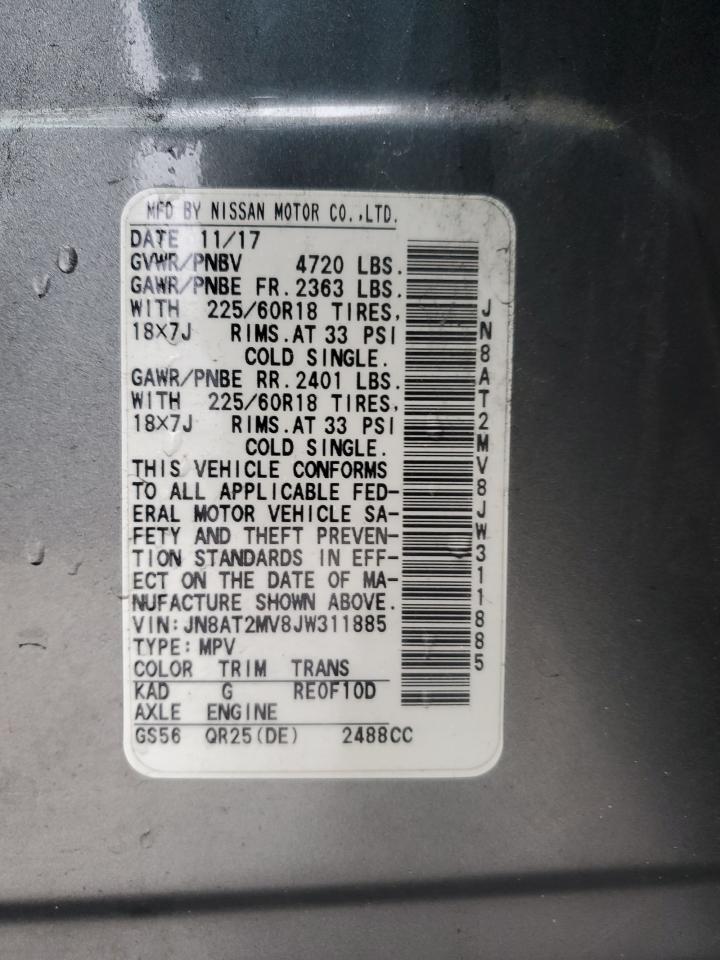 MFD BY NISSAN MOTOR CO.,LTD.
DATE 11/17
GVWR/PNBV 4720 LBS.
GAWR/PNBE FR.2363 LBS.
WITH 225/60R18 TIRES,
18×7J RIMS.AT 33 PSI
COLD SINGLE.
GAWR/PNBE RR.2401 LBS.
WITH 225/60R18 TIRES,
18×7J RIMS.AT 33 PSI
COLD SINGLE.
THIS VEHICLE CONFORMS
TO ALL APPLICABLE FED-
ERAL MOTOR VEHICLE SA-
FETY AND THEFT PREVEN-
TION STANDARDS IN EFF-
ECT ON THE DATE OF MA-
NUFACTURE SHOWN ABOVE.
VIN:JN8AT2MV8JW311885
TYPE:MPV
COLOR TRIM TRANS
KAD G RE0F10D
AXLE ENGINE
GS56 QR25(DE) 2488CC
JN8AT2MV8JW311885